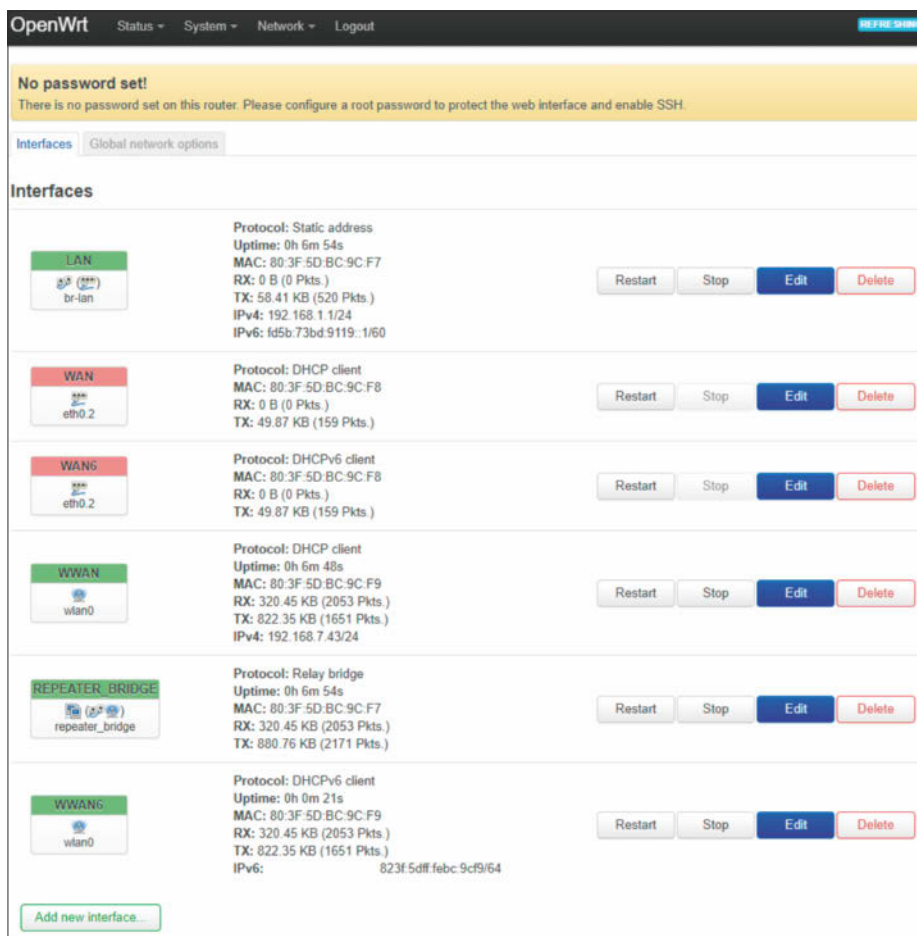 OpenWrt Status System Network Logout REFRESHING
No password set!
There is no password set on this router. Please configure a root password to protect the web interface and enable SSH.
Interfaces Global network options
Interfaces
LAN
br-lan
Protocol: Static address
Uptime: 0h 6m 54s
MAC: 80:3F:5D:BC:9C:F7
RX: 0 B (0 Pkts.)
TX: 58.41 KB (520 Pkts.)
IPv4: 192.168.1.1/24
IPv6: fd5b:73bd:9119::1/60
Restart Stop Edit Delete
WAN
eth0.2
Protocol: DHCP client
MAC: 80:3F:5D:BC:9C:F8
RX: 0 B (0 Pkts.)
TX: 49.87 KB (159 Pkts.)
Restart Stop Edit Delete
WAN6
eth0.2
Protocol: DHCPv6 client
MAC: 80:3F:5D:BC:9C:F8
RX: 0 B (0 Pkts.)
TX: 49.87 KB (159 Pkts.)
Restart Stop Edit Delete
WWAN
wlan0
Protocol: DHCP client
Uptime: 0h 6m 48s
MAC: 80:3F:5D:BC:9C:F9
RX: 320.45 KB (2053 Pkts.)
TX: 822.35 KB (1651 Pkts.)
IPv4: 192.168.7.43/24
Restart Stop Edit Delete
REPEATER_BRIDGE
repeater_bridge
Protocol: Relay bridge
Uptime: 0h 6m 54s
MAC: 80:3F:5D:BC:9C:F7
RX: 320.45 KB (2053 Pkts.)
TX: 880.76 KB (2171 Pkts.)
Restart Stop Edit Delete
WWAN6
wlan0
Protocol: DHCPv6 client
Uptime: 0h 0m 21s
MAC: 80:3F:5D:BC:9C:F9
RX: 320.45 KB (2053 Pkts.)
TX: 822.35 KB (1651 Pkts.)
IPv6: 823f:5dff:febc:9cf9/64
Restart Stop Edit Delete
Add new interface...